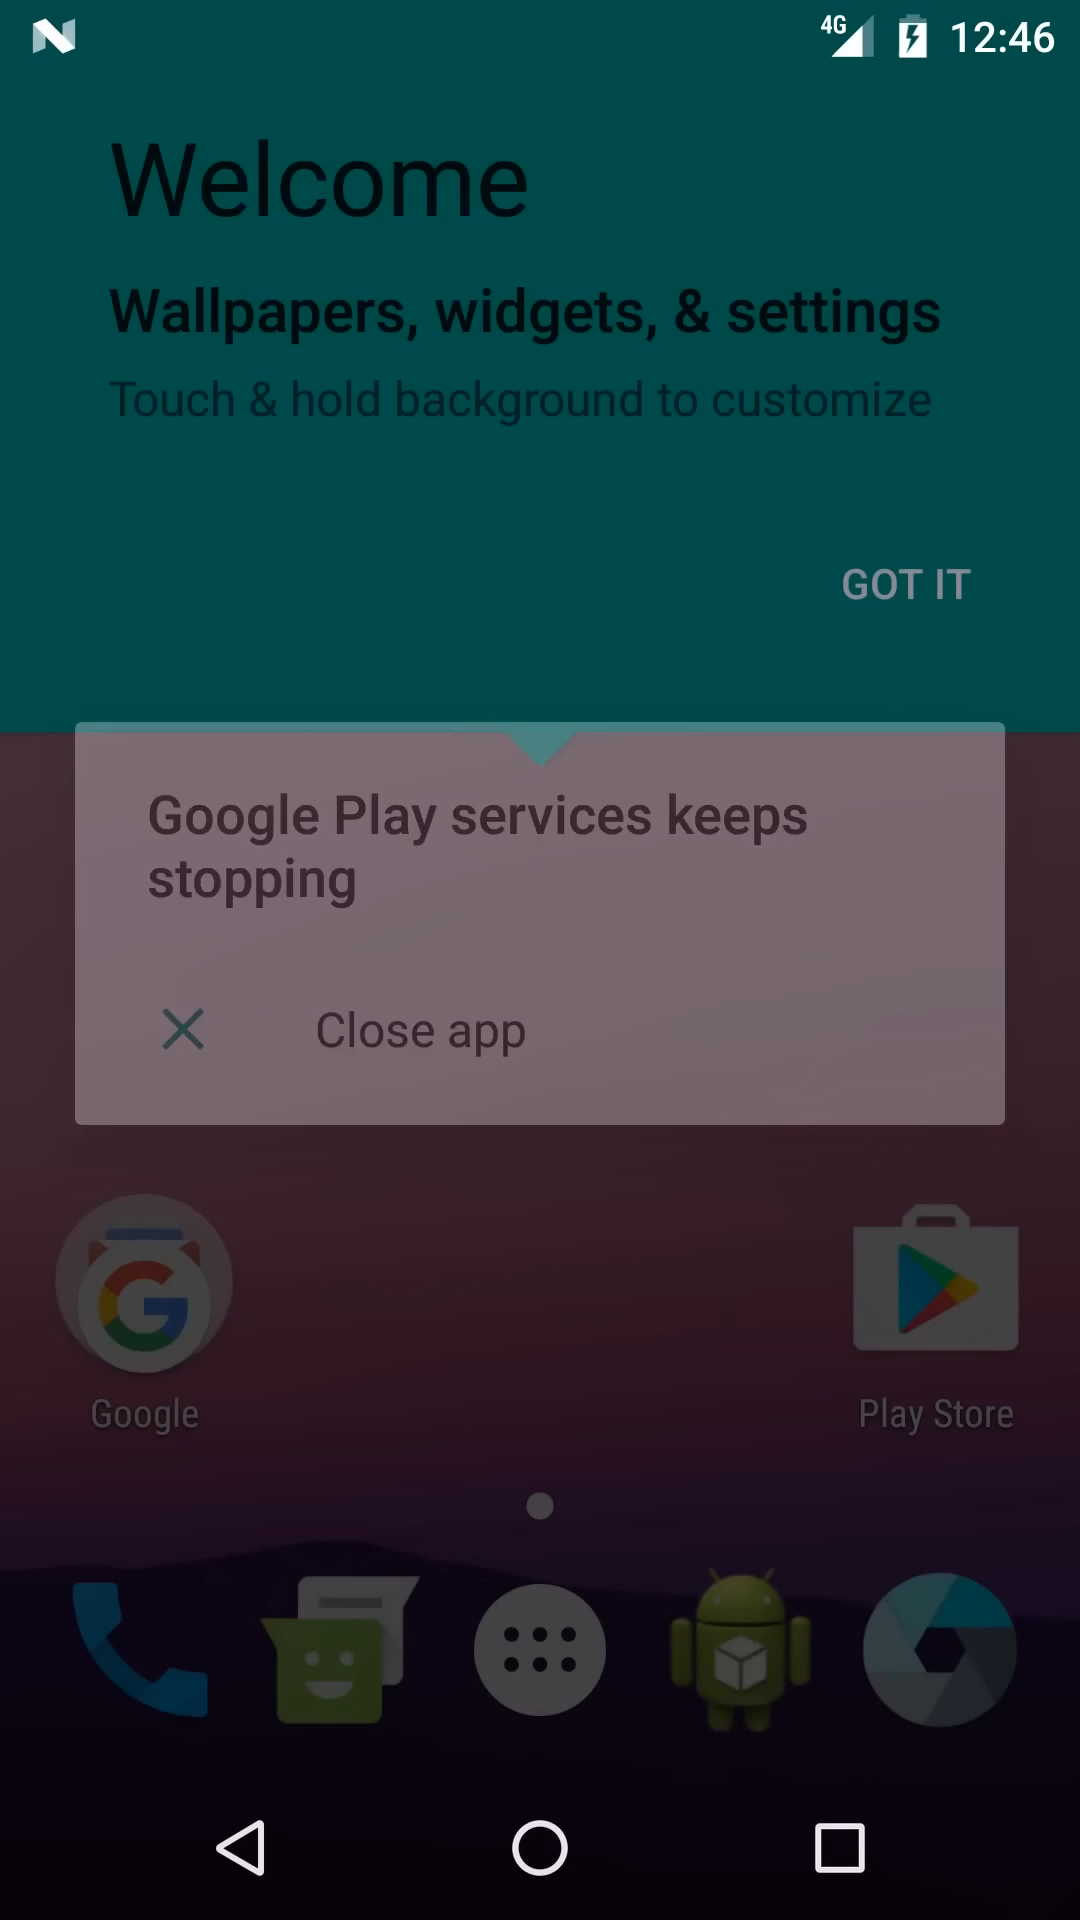 4G 12:46
Welcome
Wallpapers, widgets, & settings
Touch & hold background to customize
GOT IT
Google Play services keeps
stopping
Close app
Google
Play Store